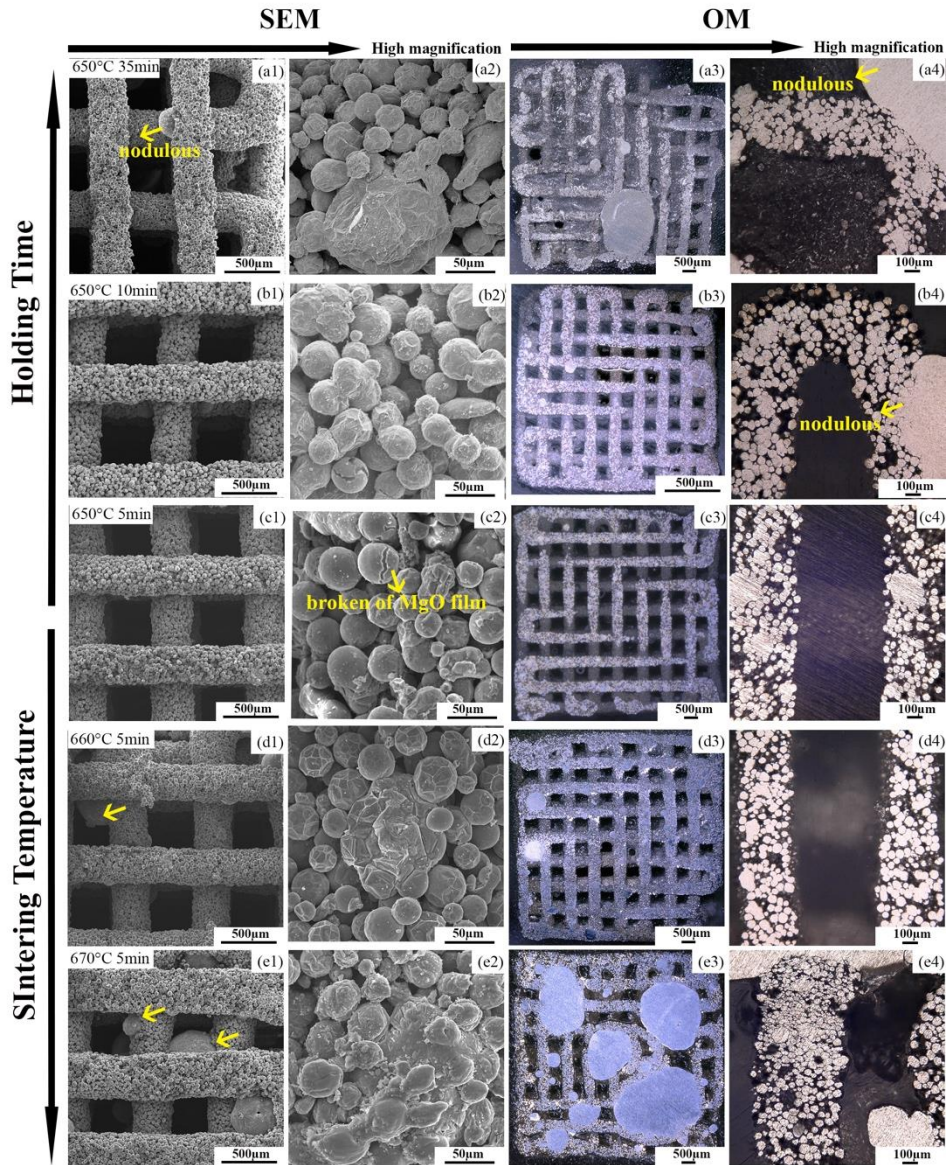 SEM
OM
High magnification
High magnification
Holding Time
SIntering Temperature
650°C 35min
(a1)
nodulous
500μm
(a2)
50μm
(a3)
500μm
(a4)
nodulous
100μm
650°C 10min
(b1)
500μm
(b2)
50μm
(b3)
500μm
(b4)
nodulous
100μm
650°C 5min
(c1)
500μm
(c2)
broken of MgO film
50μm
(c3)
500μm
(c4)
100μm
660°C 5min
(d1)
500μm
(d2)
50μm
(d3)
500μm
(d4)
100μm
670°C 5min
(e1)
500μm
(e2)
50μm
(e3)
500μm
(e4)
100μm